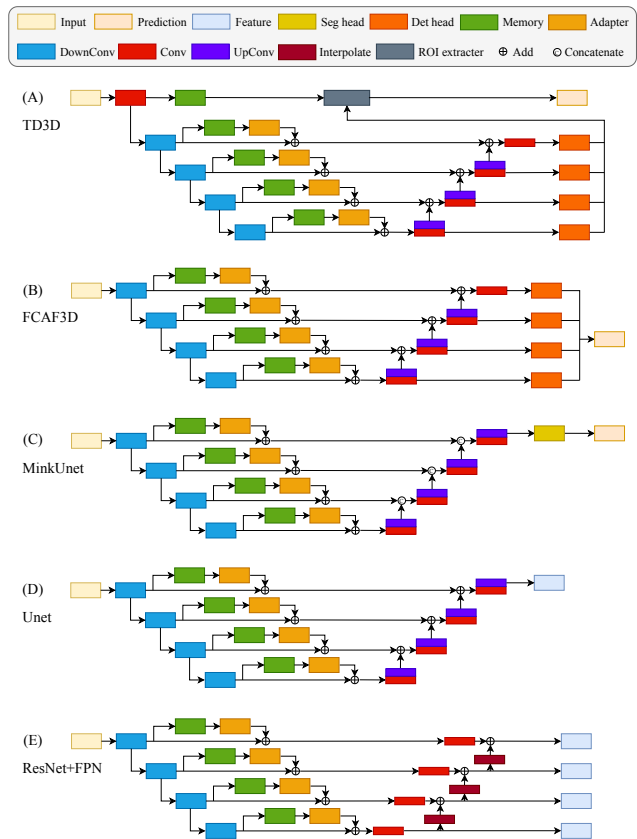 Input Prediction Feature Seg head Det head Memory Adapter
DownConv Conv UpConv Interpolate ROI extracter Add Concatenate
(A)
TD3D
(B)
FCAF3D
(C)
MinkUnet
(D)
Unet
(E)
ResNet+FPN